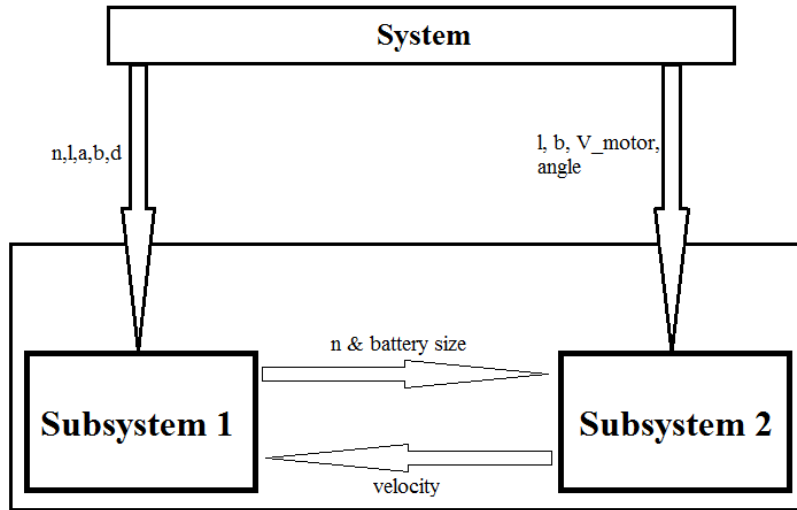 System
n,l,a,b,d
l, b, V_motor,
angle
n & battery size
Subsystem 1
Subsystem 2
velocity